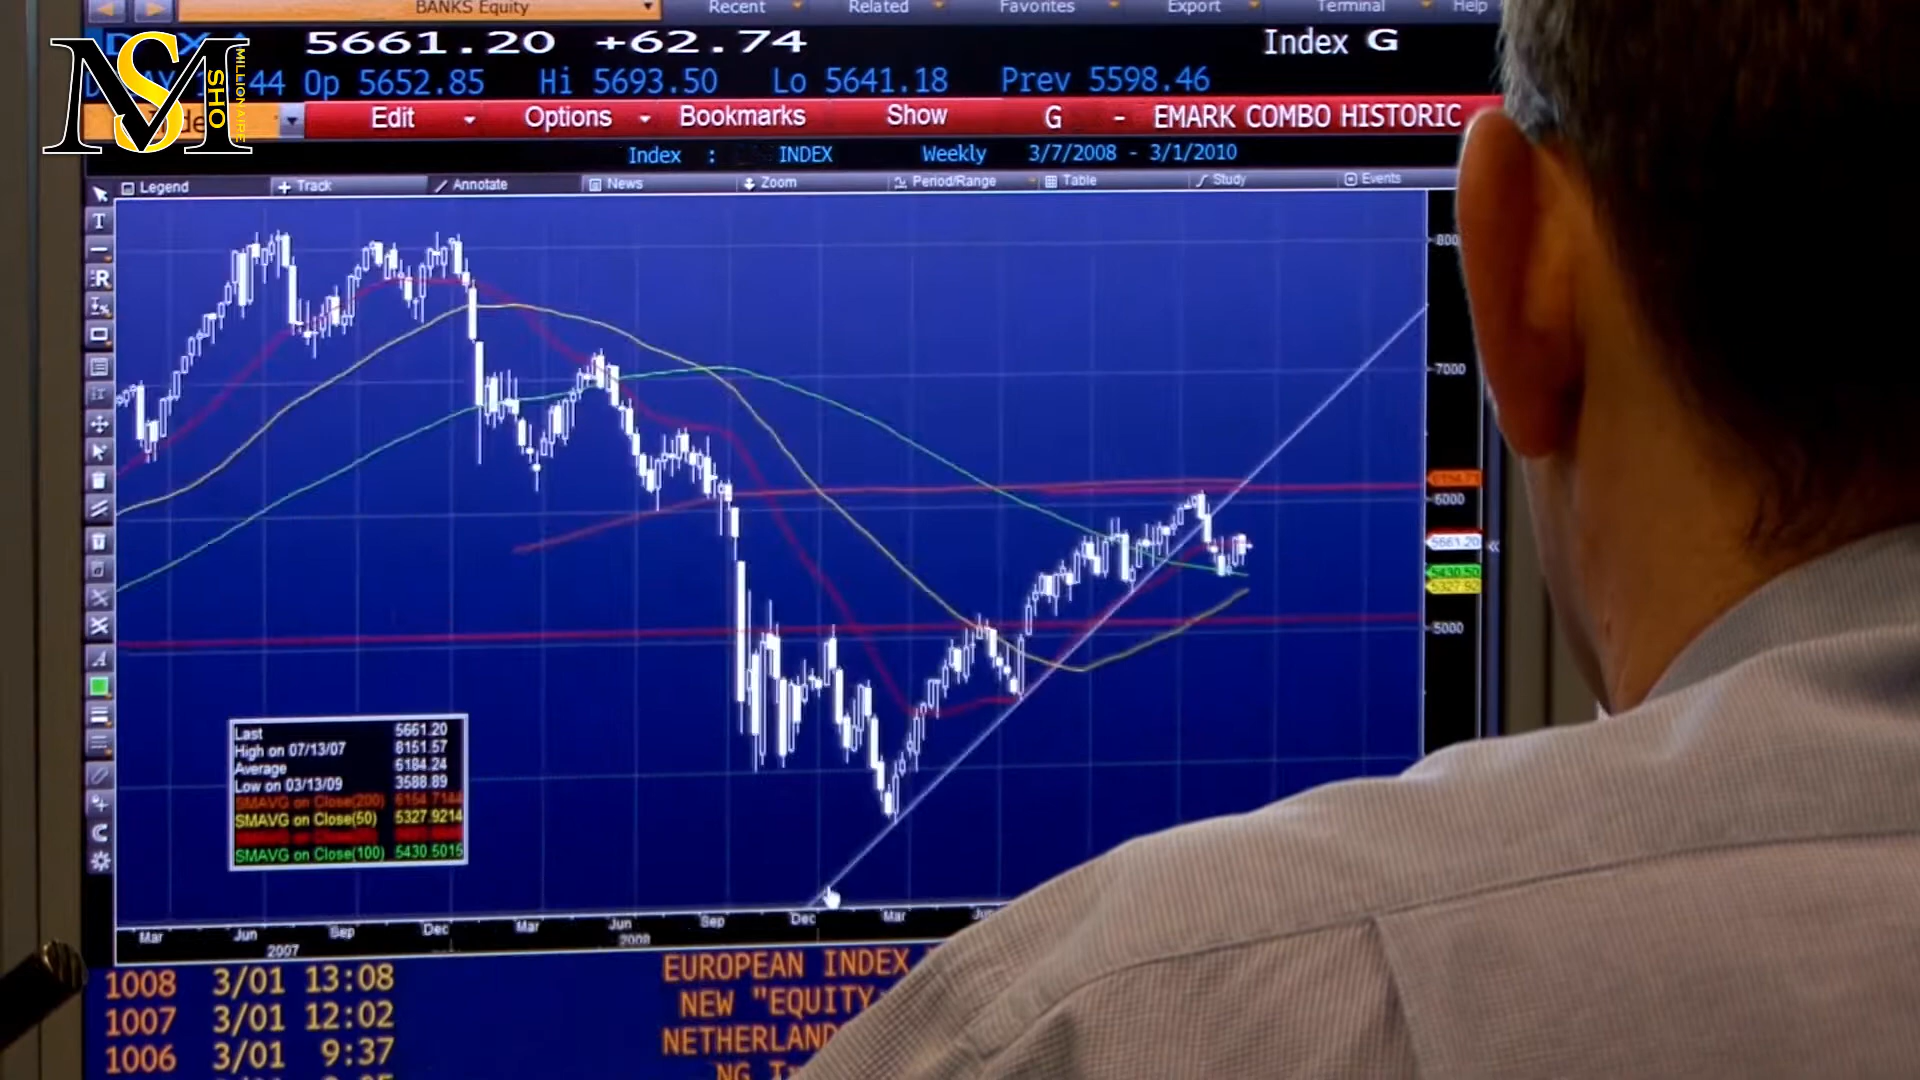 BANKS Equity
Recent Related Favorites Export Terminal Help
5661.20 +62.74 Index G
44 Op 5652.85 Hi 5693.50 Lo 5641.18 Prev 5598.46
MS
MILLIONAIRE
SHO
Edit Options Bookmarks Show G - EMARK COMBO HISTORIC
Index : INDEX Weekly 3/7/2008 - 3/1/2010
Legend Track Annotate News Zoom Period/Range Table Study Events
7000
6000
5661.20
5430.50
5327.92
5000
Last 5661.20
High on 07/13/07 8151.57
Average 6184.24
Low on 03/13/09 3588.89
SMAVG on Close(200) 6154.7144
SMAVG on Close(50) 5327.9214
SMAVG on Close(100) 5430.5015
Mar Jun Sep Dec Mar Jun Sep Dec Mar
2007 2008
1008 3/01 13:08 EUROPEAN INDEX
1007 3/01 12:02 NEW "EQUITY
1006 3/01 9:37 NETHERLAND
NG